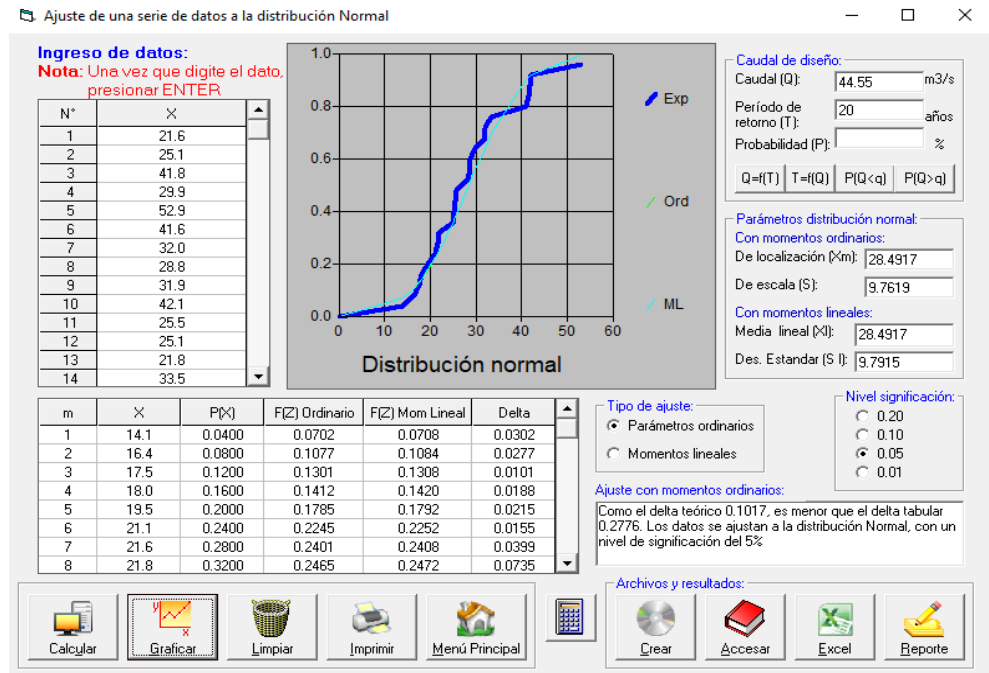 Ajuste de una serie de datos a la distribución Normal
Ingreso de datos:
Nota: Una vez que digite el dato,
presionar ENTER
N° X
1 21.6
2 25.1
3 41.8
4 29.9
5 52.9
6 41.6
7 32.0
8 28.8
9 31.9
10 42.1
11 25.5
12 25.1
13 21.8
14 33.5
1.0
0.8
0.6
0.4
0.2
0.0
0 10 20 30 40 50 60
Distribución normal
Exp
Ord
ML
Caudal de diseño:
Caudal (Q): 44.55 m3/s
Período de
retorno (T): 20 años
Probabilidad (P): %
Q=f(T) T=f(Q) P(Q<q) P(Q>q)
Parámetros distribución normal:
Con momentos ordinarios:
De localización (Xm): 28.4917
De escala (S): 9.7619
Con momentos lineales:
Media lineal (Xl): 28.4917
Des. Estandar (S l): 9.7915
m X P(X) F(Z) Ordinario F(Z) Mom Lineal Delta
1 14.1 0.0400 0.0702 0.0708 0.0302
2 16.4 0.0800 0.1077 0.1084 0.0277
3 17.5 0.1200 0.1301 0.1308 0.0101
4 18.0 0.1600 0.1412 0.1420 0.0188
5 19.5 0.2000 0.1785 0.1792 0.0215
6 21.1 0.2400 0.2245 0.2252 0.0155
7 21.6 0.2800 0.2401 0.2408 0.0399
8 21.8 0.3200 0.2465 0.2472 0.0735
Tipo de ajuste:
Parámetros ordinarios
Momentos lineales
Nivel significación:
0.20
0.10
0.05
0.01
Ajuste con momentos ordinarios:
Como el delta teórico 0.1017, es menor que el delta tabular
0.2776. Los datos se ajustan a la distribución Normal, con un
nivel de significación del 5%
Calcular
y x
Graficar
Limpiar
Imprimir
Menú Principal
Archivos y resultados:
Crear
Accesar
Excel
Reporte